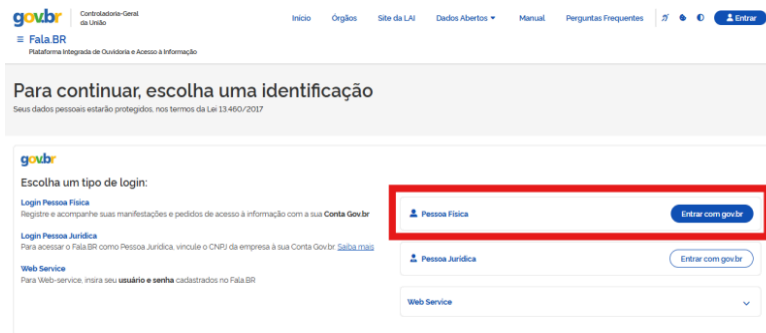 gov.br
Controladoria-Geral
da União
Início Órgãos Site da LAI Dados Abertos Manual Perguntas Frequentes Entrar
Fala.BR
Plataforma Integrada de Ouvidoria e Acesso à Informação
Para continuar, escolha uma identificação
Seus dados pessoais estarão protegidos, nos termos da Lei 13.460/2017
gov.br
Escolha um tipo de login:
Login Pessoa Física
Registre e acompanhe suas manifestações e pedidos de acesso à informação com a sua Conta Gov.br
Login Pessoa Jurídica
Para acessar o Fala.BR como Pessoa Jurídica, vincule o CNPJ da empresa à sua Conta Gov.br. Saiba mais
Web Service
Para Web-service, insira seu usuário e senha cadastrados no Fala.BR
Pessoa Física Entrar com gov.br
Pessoa Jurídica Entrar com gov.br
Web Service